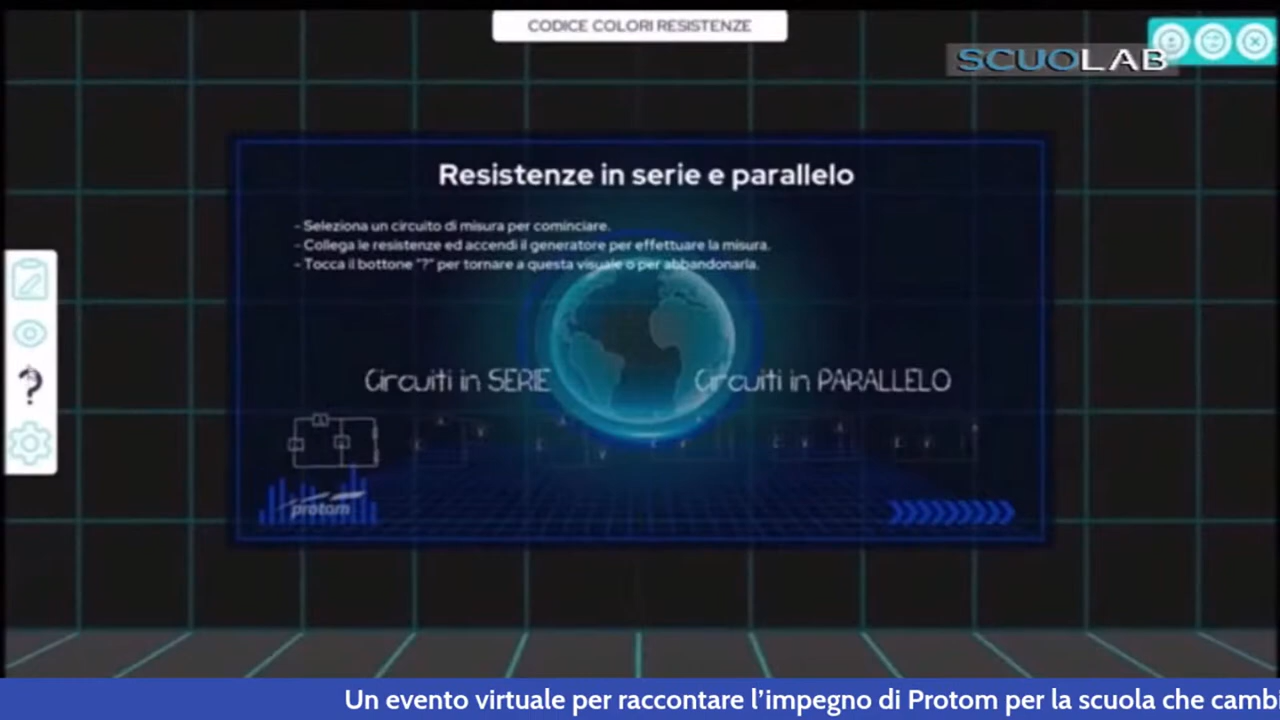 CODICE COLORI RESISTENZE
SCUOLAB
Resistenze in serie e parallelo
- Seleziona un circuito di misura per cominciare.
- Collega le resistenze ed accendi il generatore per effettuare la misura.
- Tocca il bottone "?" per tornare a questa visuale o per abbandonarla.
Circuiti in SERIE
Circuiti in PARALLELO
protom
Un evento virtuale per raccontare l'impegno di Protom per la scuola che cambi